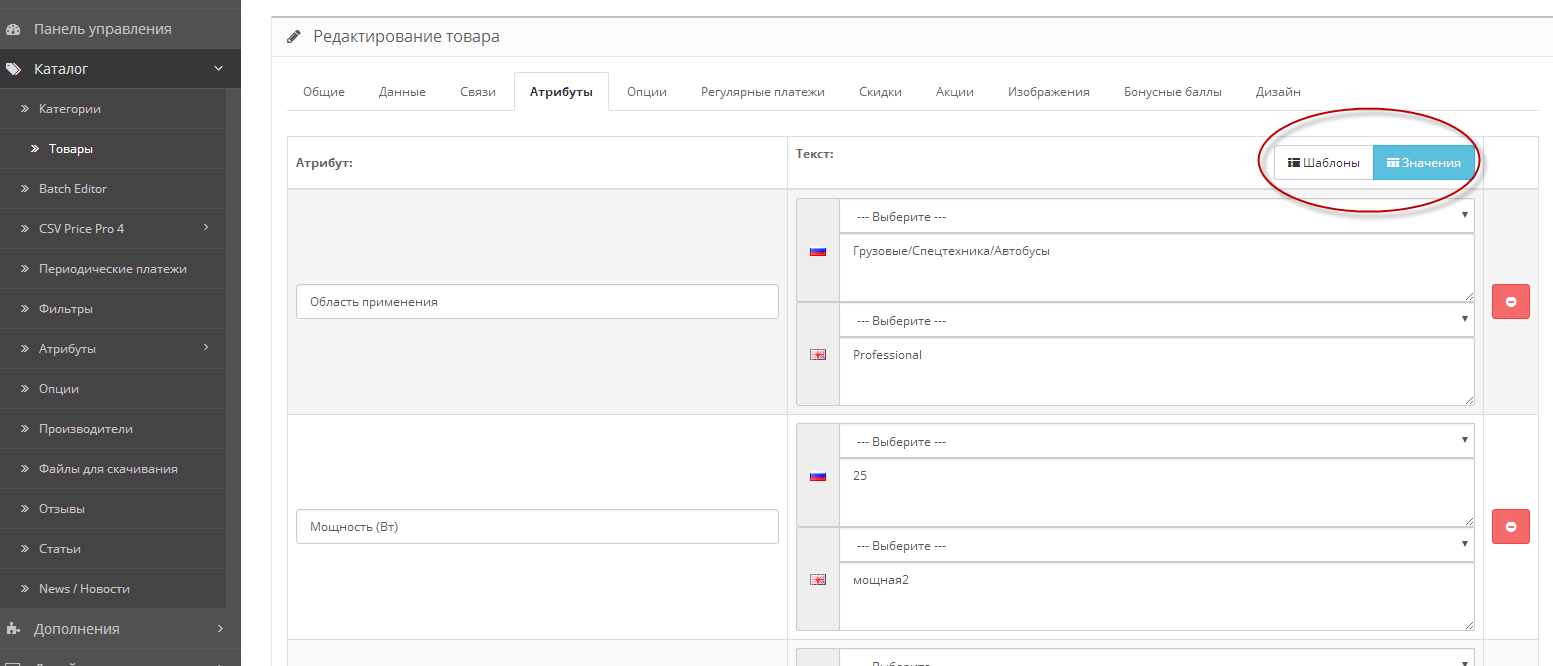 Панель управления
Каталог
Категории
Товары
Batch Editor
CSV Price Pro 4
Периодические платежи
Фильтры
Атрибуты
Опции
Производители
Файлы для скачивания
Отзывы
Статьи
News / Новости
Дополнения
Редактирование товара
Общие Данные Связи Атрибуты Опции Регулярные платежи Скидки Акции Изображения Бонусные баллы Дизайн
Атрибут: Текст: Шаблоны Значения
--- Выберите ---
Грузовые/Спецтехника/Автобусы
Область применения
--- Выберите ---
Professional
--- Выберите ---
25
Мощность (Вт)
--- Выберите ---
мощная2
--- Выберите ---